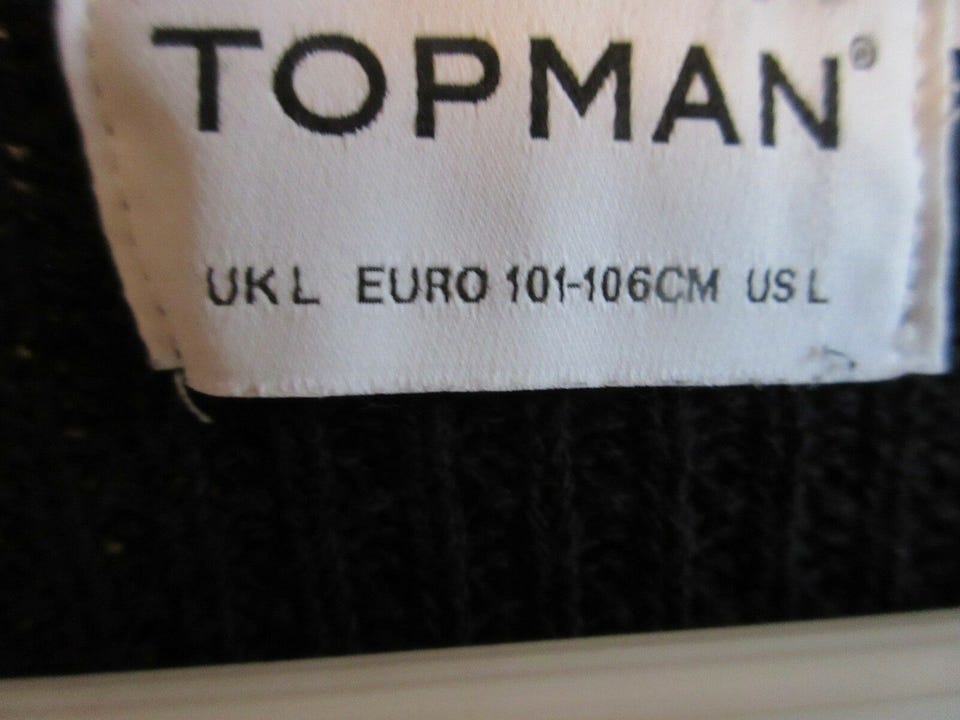 TOPMAN®
UK L EURO 101-106CM US L